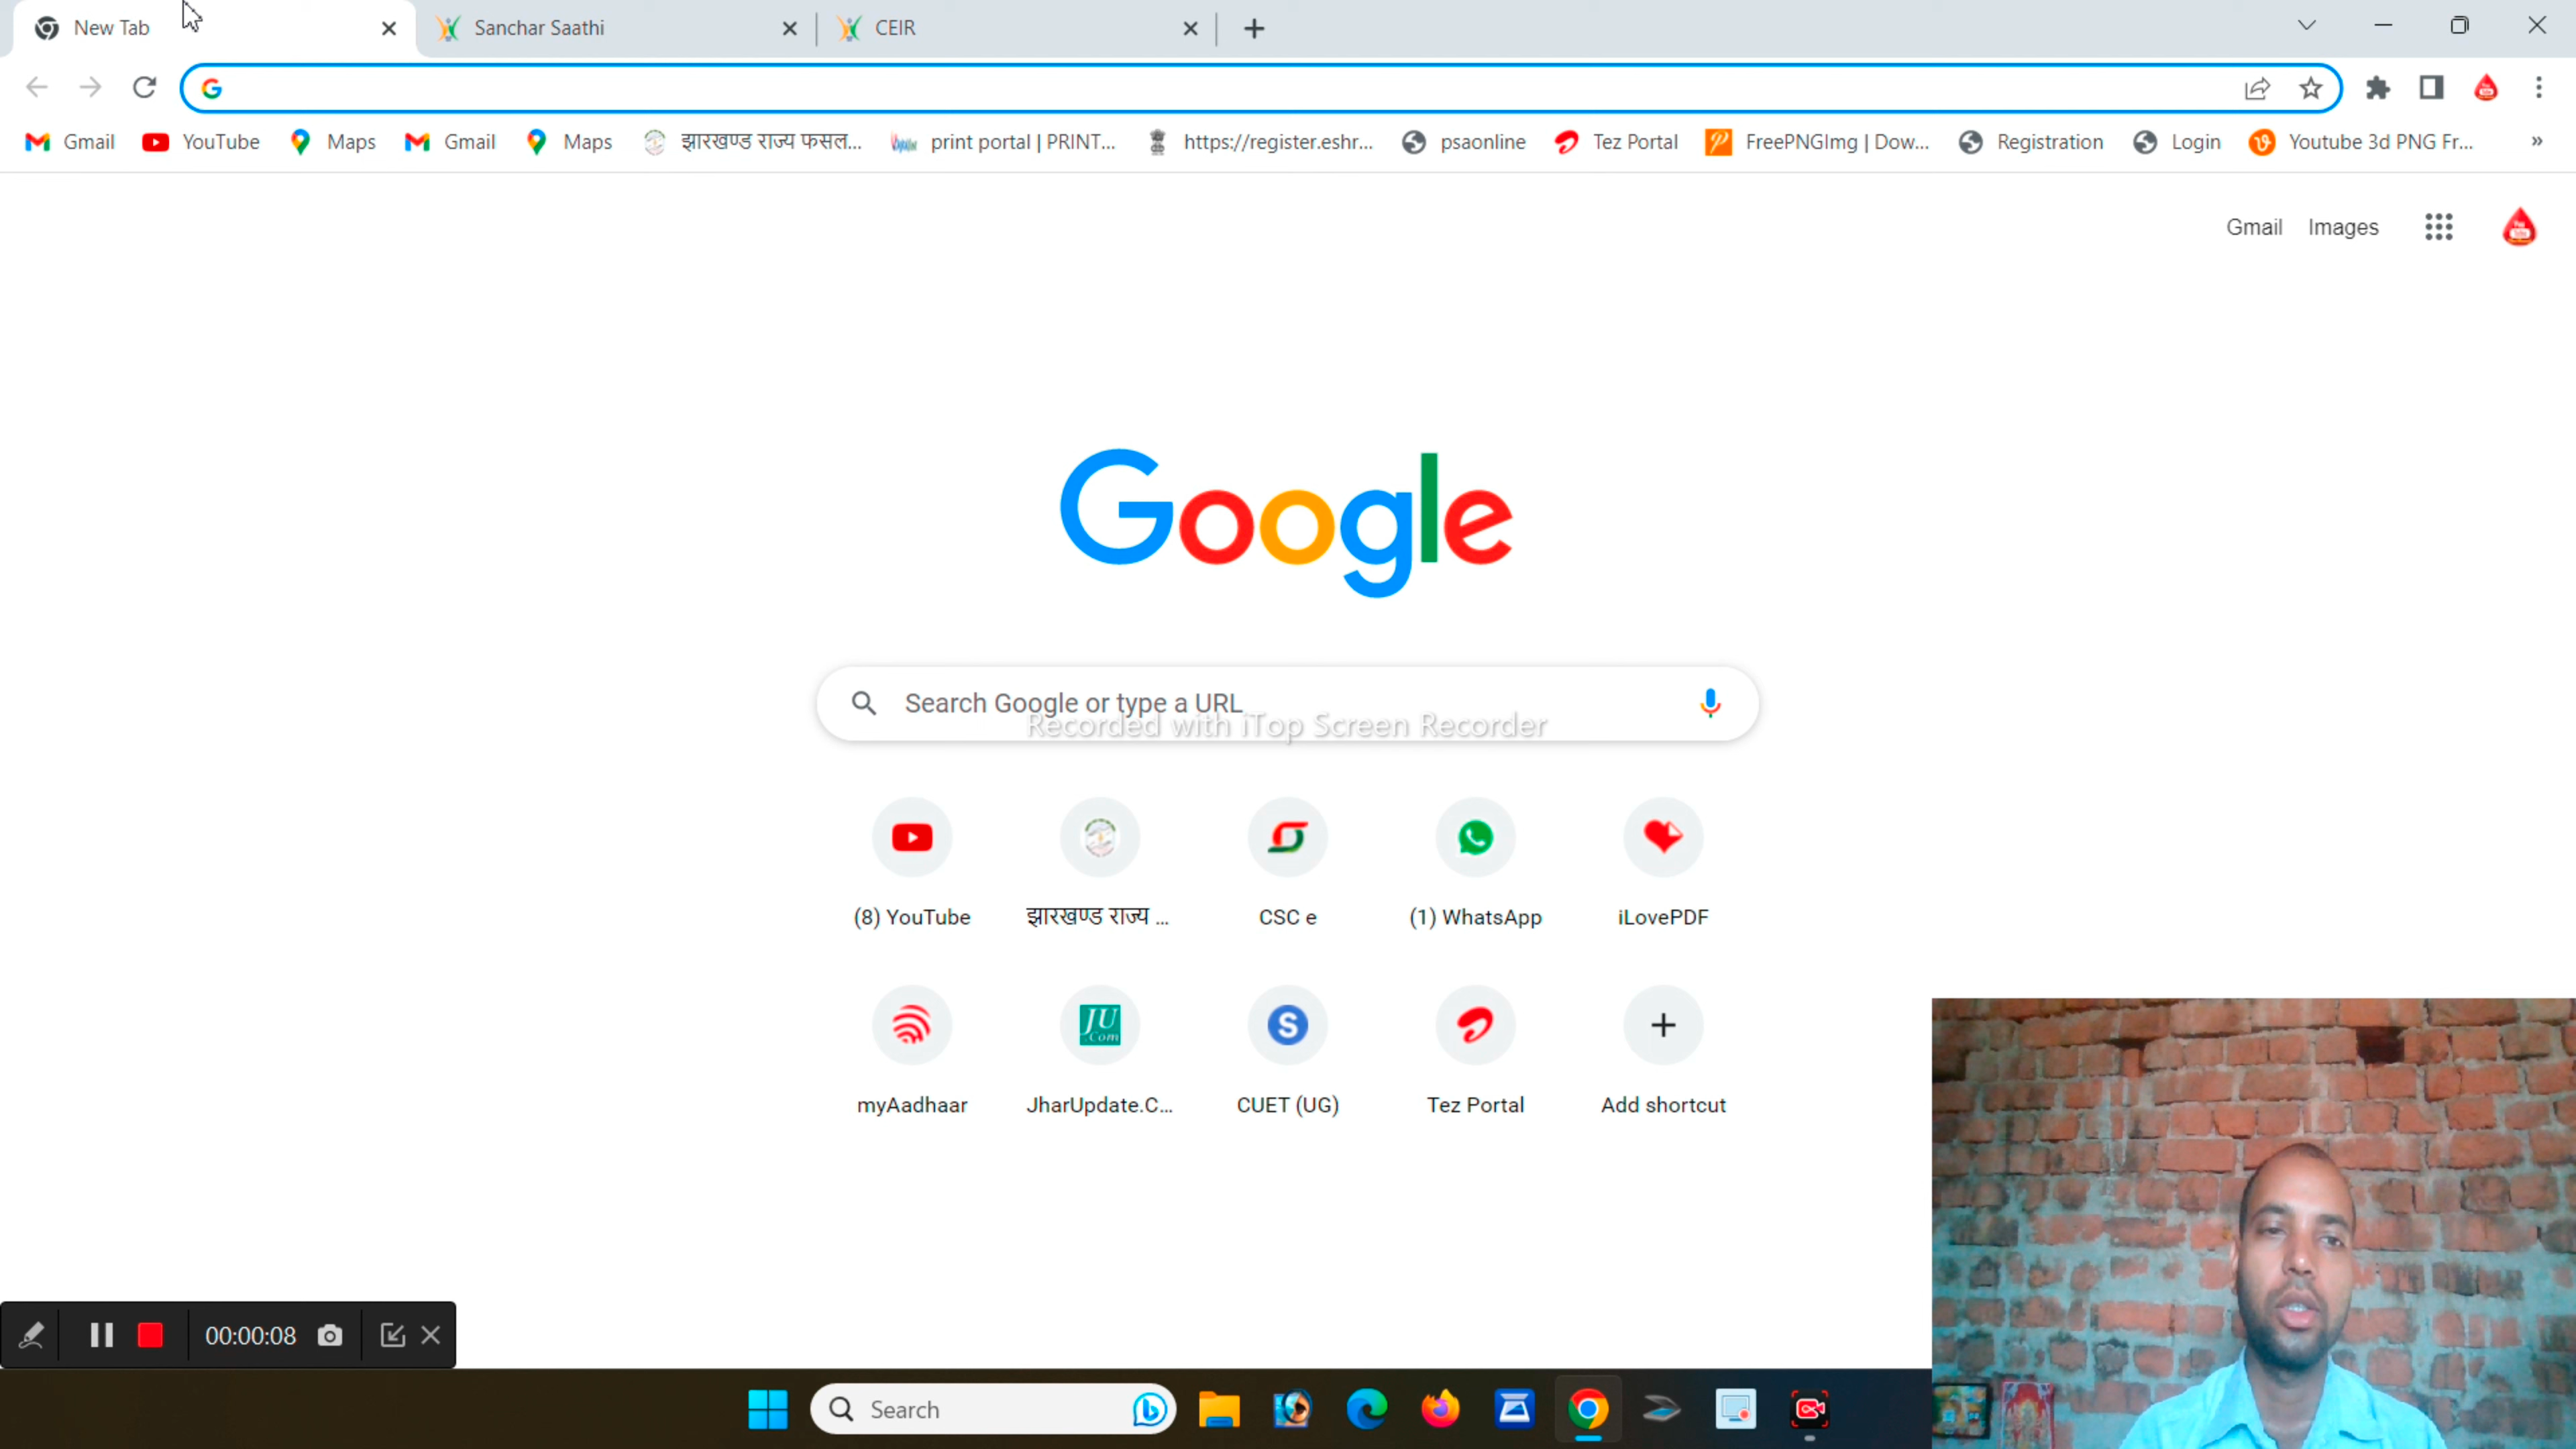 New Tab
Sanchar Saathi
CEIR
Gmail
YouTube
Maps
Gmail
Maps
झारखण्ड राज्य फसल...
print portal | PRINT...
https://register.eshr...
psaonline
Tez Portal
FreePNGImg | Dow...
Registration
Login
Youtube 3d PNG Fr...
»
Gmail
Images
Google
Search Google or type a URL
Recorded with iTop Screen Recorder
(8) YouTube
झारखण्ड राज्य ...
CSC e
(1) WhatsApp
iLovePDF
JU
.Com
S
myAadhaar
JharUpdate.C...
CUET (UG)
Tez Portal
Add shortcut
00:00:08
Search